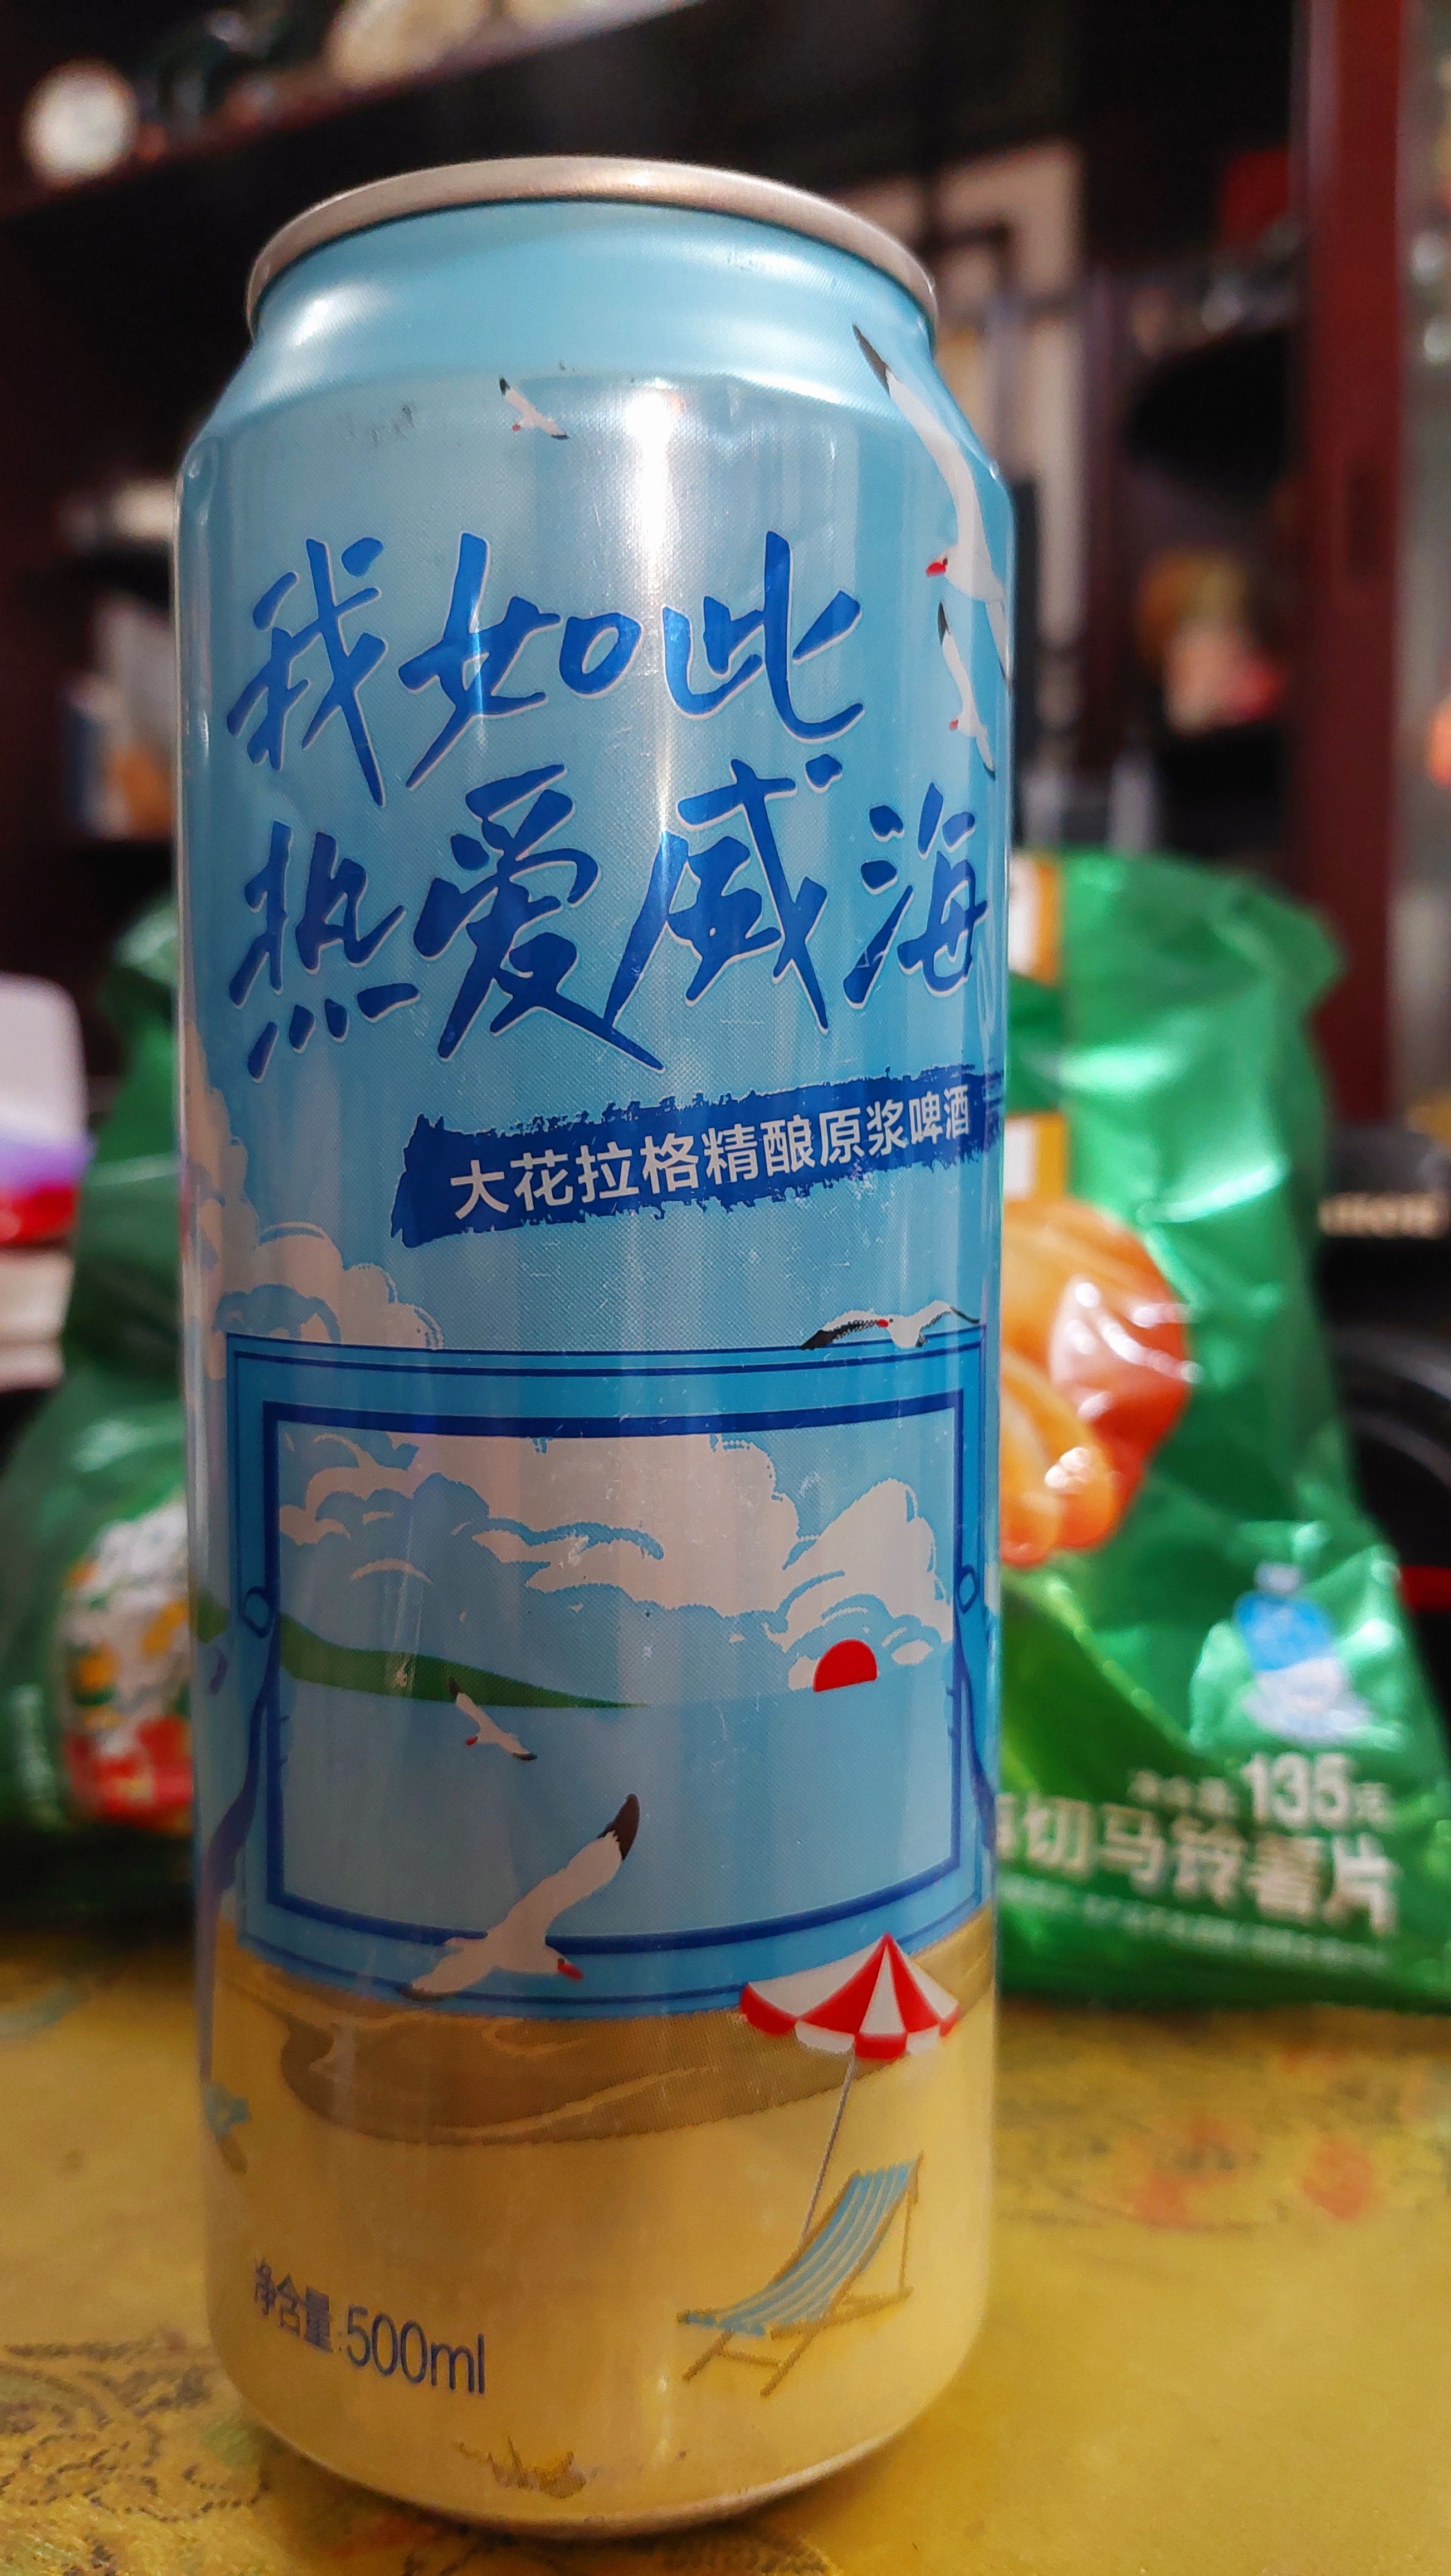 我如此
热爱威海
大花拉格精酿原浆啤酒
净含量:500ml
135克
切马铃薯片